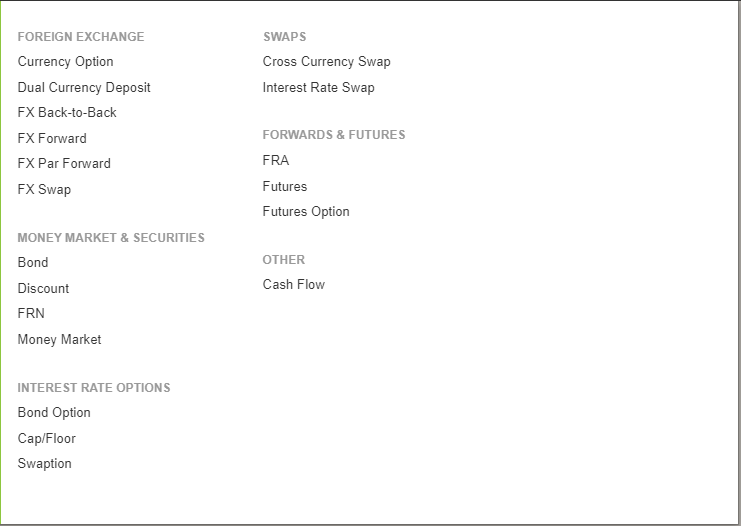 FOREIGN EXCHANGE
Currency Option
Dual Currency Deposit
FX Back-to-Back
FX Forward
FX Par Forward
FX Swap
MONEY MARKET & SECURITIES
Bond
Discount
FRN
Money Market
INTEREST RATE OPTIONS
Bond Option
Cap/Floor
Swaption
SWAPS
Cross Currency Swap
Interest Rate Swap
FORWARDS & FUTURES
FRA
Futures
Futures Option
OTHER
Cash Flow